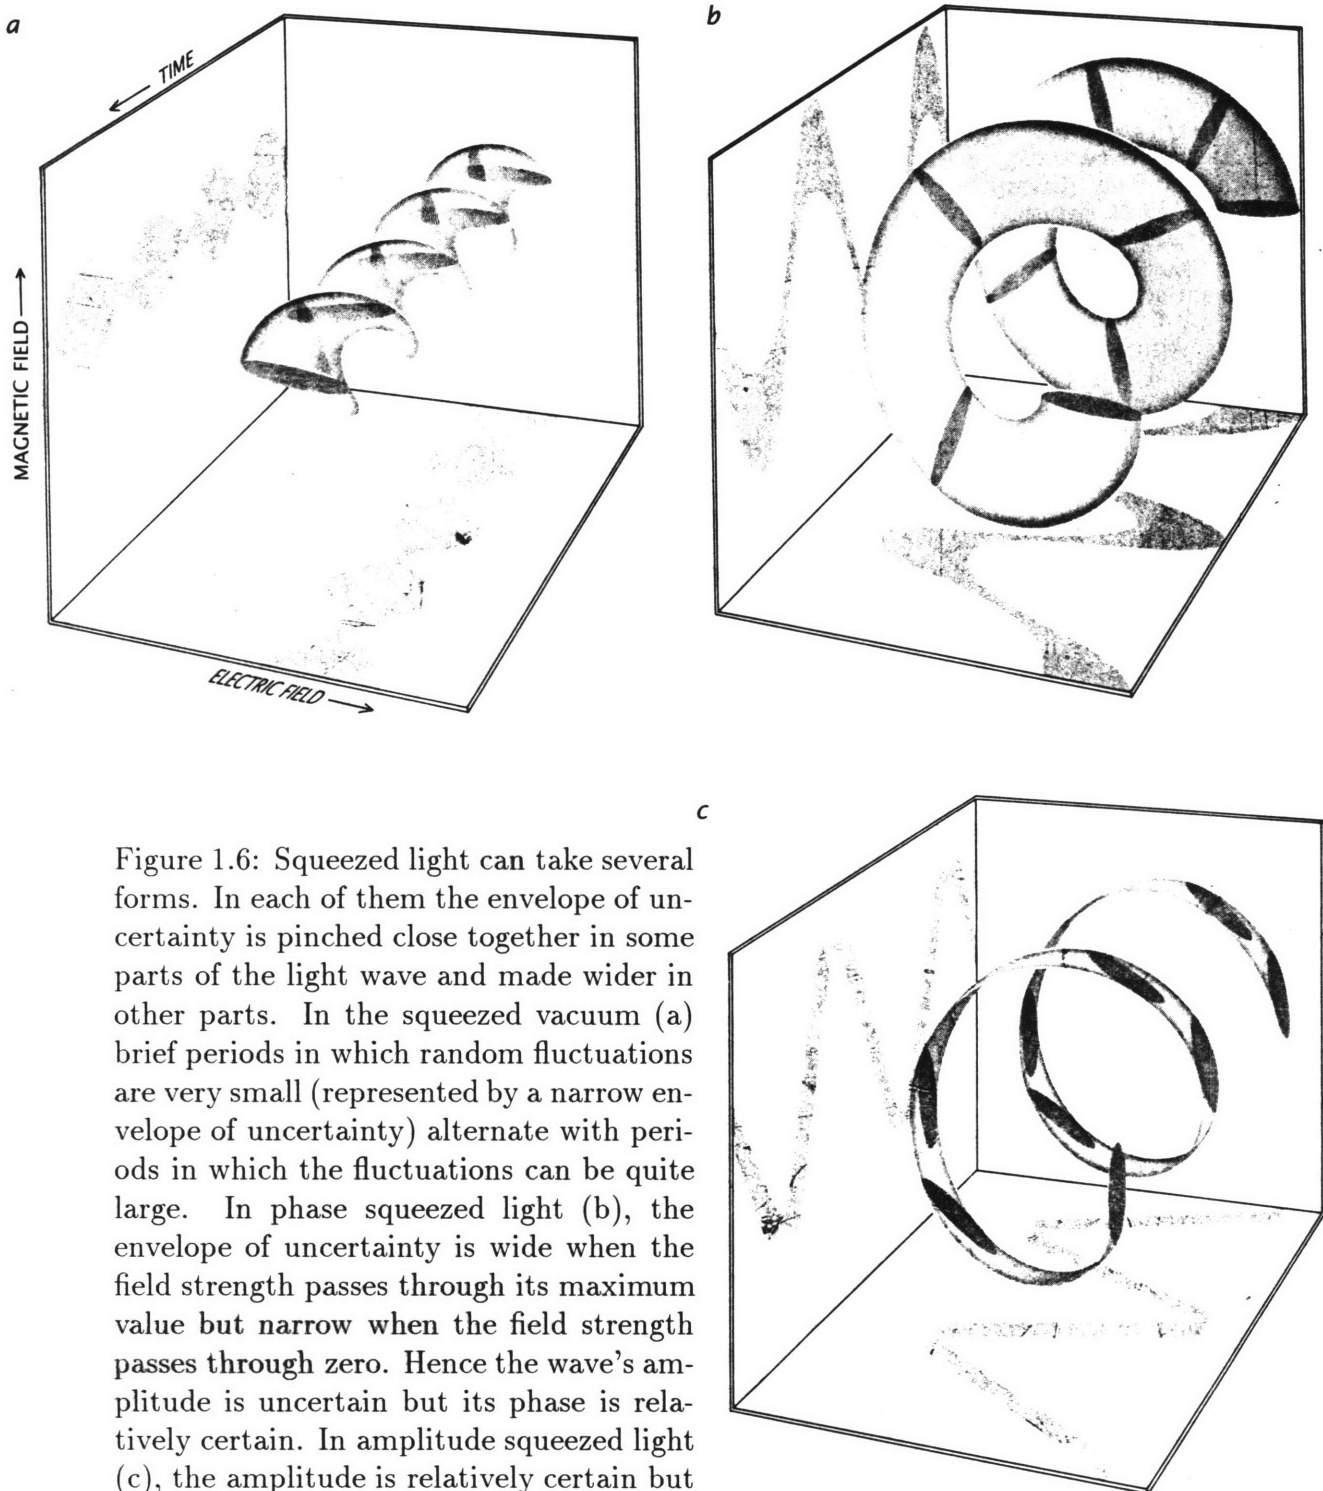 a
b
TIME
MAGNETIC FIELD
ELECTRIC FIELD
c
Figure 1.6: Squeezed light can take several
forms. In each of them the envelope of un-
certainty is pinched close together in some
parts of the light wave and made wider in
other parts. In the squeezed vacuum (a)
brief periods in which random fluctuations
are very small (represented by a narrow en-
velope of uncertainty) alternate with peri-
ods in which the fluctuations can be quite
large. In phase squeezed light (b), the
envelope of uncertainty is wide when the
field strength passes through its maximum
value but narrow when the field strength
passes through zero. Hence the wave's am-
plitude is uncertain but its phase is rela-
tively certain. In amplitude squeezed light
(c), the amplitude is relatively certain but